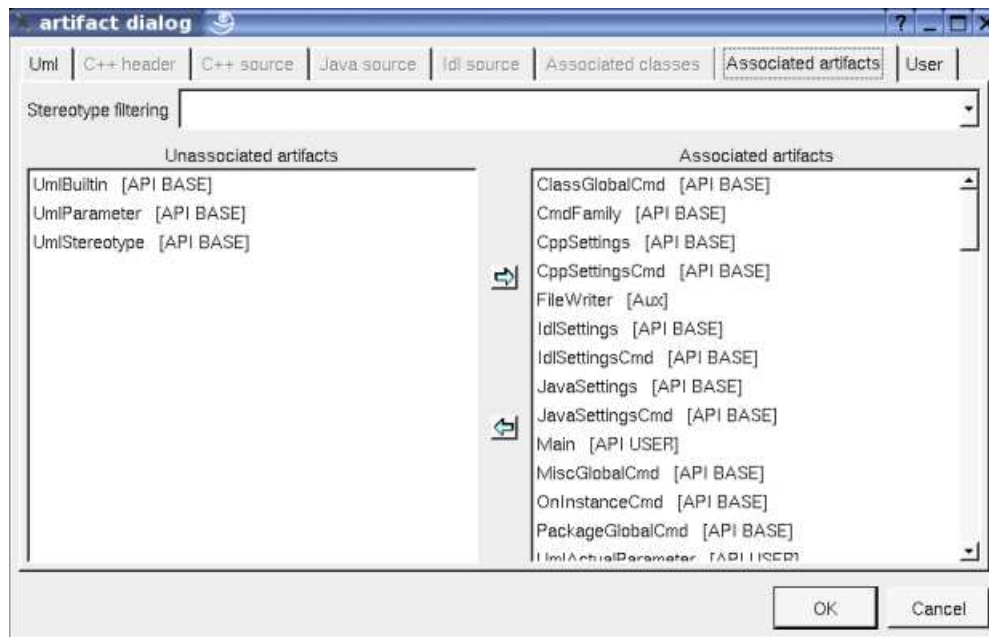 artifact dialog
Uml C++ header C++ source Java source Idl source Associated classes Associated artifacts User
Stereotype filtering
Unassociated artifacts
UmlBuiltin [API BASE]
UmlParameter [API BASE]
UmlStereotype [API BASE]
Associated artifacts
ClassGlobalCmd [API BASE]
CmdFamily [API BASE]
CppSettings [API BASE]
CppSettingsCmd [API BASE]
FileWriter [Aux]
IdlSettings [API BASE]
IdlSettingsCmd [API BASE]
JavaSettings [API BASE]
JavaSettingsCmd [API BASE]
Main [API USER]
MiscGlobalCmd [API BASE]
OnInstanceCmd [API BASE]
PackageGlobalCmd [API BASE]
UmlActualParameter [API USER]
OK Cancel